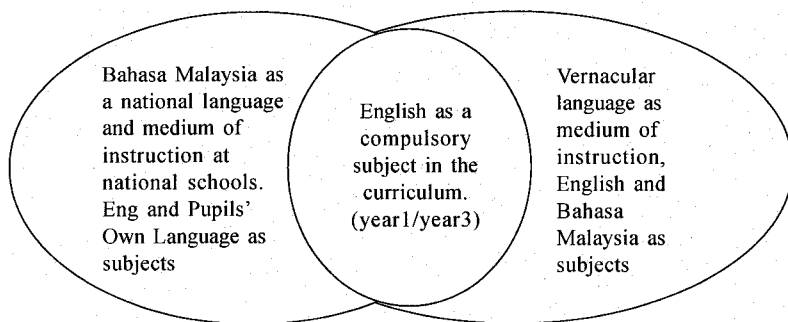 Bahasa Malaysia as
a national language
and medium of
instruction at
national schools.
Eng and Pupils'
Own Language as
subjects
English as a
compulsory
subject in the
curriculum.
(year1/year3)
Vernacular
language as
medium of
instruction,
English and
Bahasa
Malaysia as
subjects